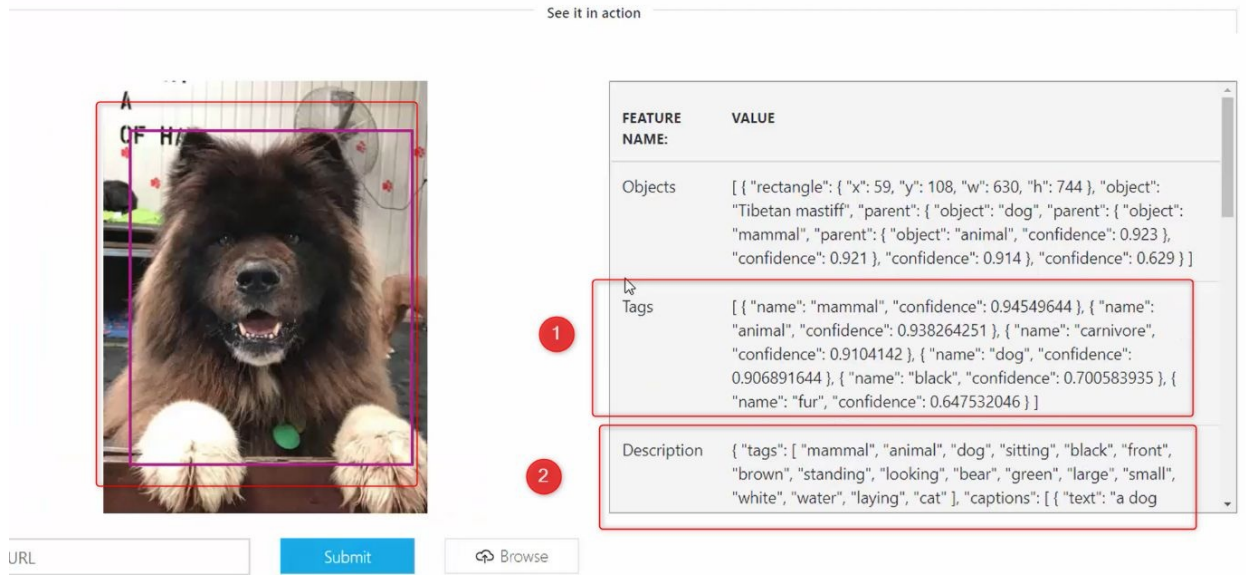 See it in action
A
OF HA
FEATURE NAME:
VALUE
Objects
[ { "rectangle": { "x": 59, "y": 108, "w": 630, "h": 744 }, "object":
"Tibetan mastiff", "parent": { "object": "dog", "parent": { "object":
"mammal", "parent": { "object": "animal", "confidence": 0.923 },
"confidence": 0.921 }, "confidence": 0.914 }, "confidence": 0.629 } ]
1
Tags
[ { "name": "mammal", "confidence": 0.94549644 }, { "name":
"animal", "confidence": 0.938264251 }, { "name": "carnivore",
"confidence": 0.9104142 }, { "name": "dog", "confidence":
0.906891644 }, { "name": "black", "confidence": 0.700583935 }, {
"name": "fur", "confidence": 0.647532046 } ]
2
Description
{ "tags": [ "mammal", "animal", "dog", "sitting", "black", "front",
"brown", "standing", "looking", "bear", "green", "large", "small",
"white", "water", "laying", "cat" ], "captions": [ { "text": "a dog
URL
Submit
Browse